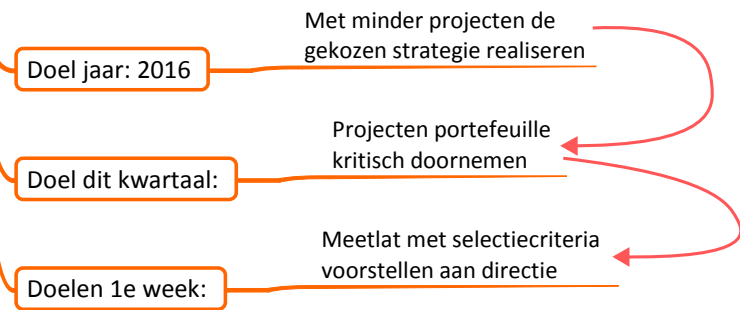 Met minder projecten de
gekozen strategie realiseren
Doel jaar: 2016
Projecten portefeuille
kritisch doornemen
Doel dit kwartaal:
Meetlat met selectiecriteria
voorstellen aan directie
Doelen 1e week: